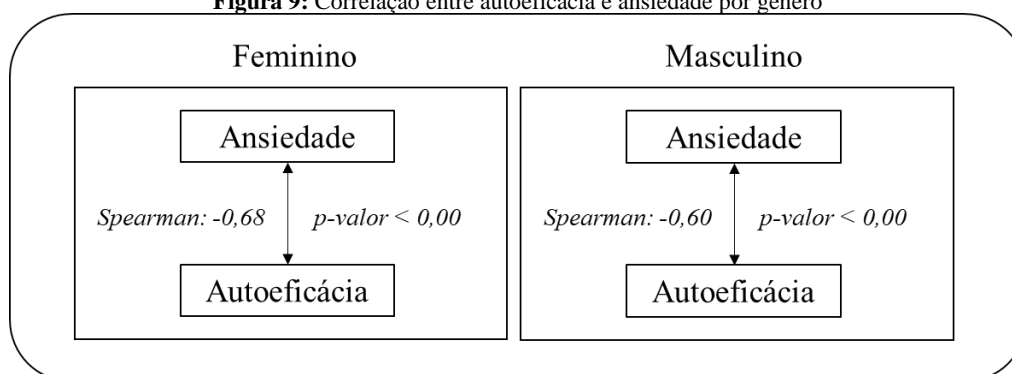 Figura 9: Correlação entre autoeficácia e ansiedade por gênero
Feminino
Ansiedade
Spearman: -0,68 p-valor < 0,00
Autoeficácia
Masculino
Ansiedade
Spearman: -0,60 p-valor < 0,00
Autoeficácia